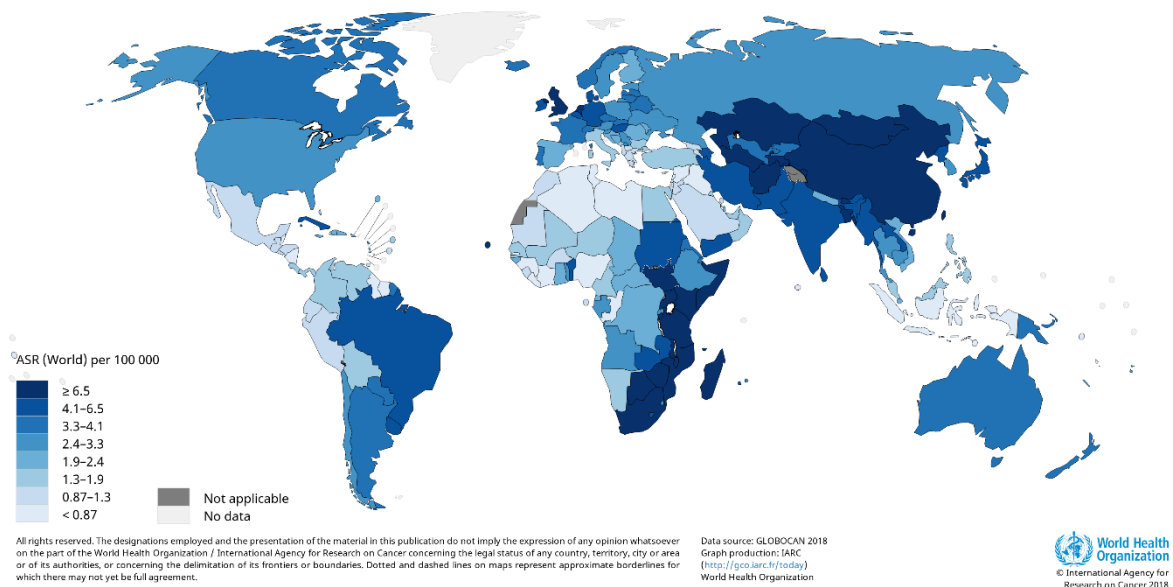 ASR (World) per 100 000
≥ 6.5
4.1–6.5
3.3–4.1
2.4–3.3
1.9–2.4
1.3–1.9
0.87–1.3
< 0.87
Not applicable
No data
All rights reserved. The designations employed and the presentation of the material in this publication do not imply the expression of any opinion whatsoever
on the part of the World Health Organization / International Agency for Research on Cancer concerning the legal status of any country, territory, city or area
or of its authorities, or concerning the delimitation of its frontiers or boundaries. Dotted and dashed lines on maps represent approximate borderlines for
which there may not yet be full agreement.
Data source: GLOBOCAN 2018
Graph production: IARC
(http://gco.iarc.fr/today)
World Health Organization
World Health
Organization
© International Agency for
Research on Cancer 2018